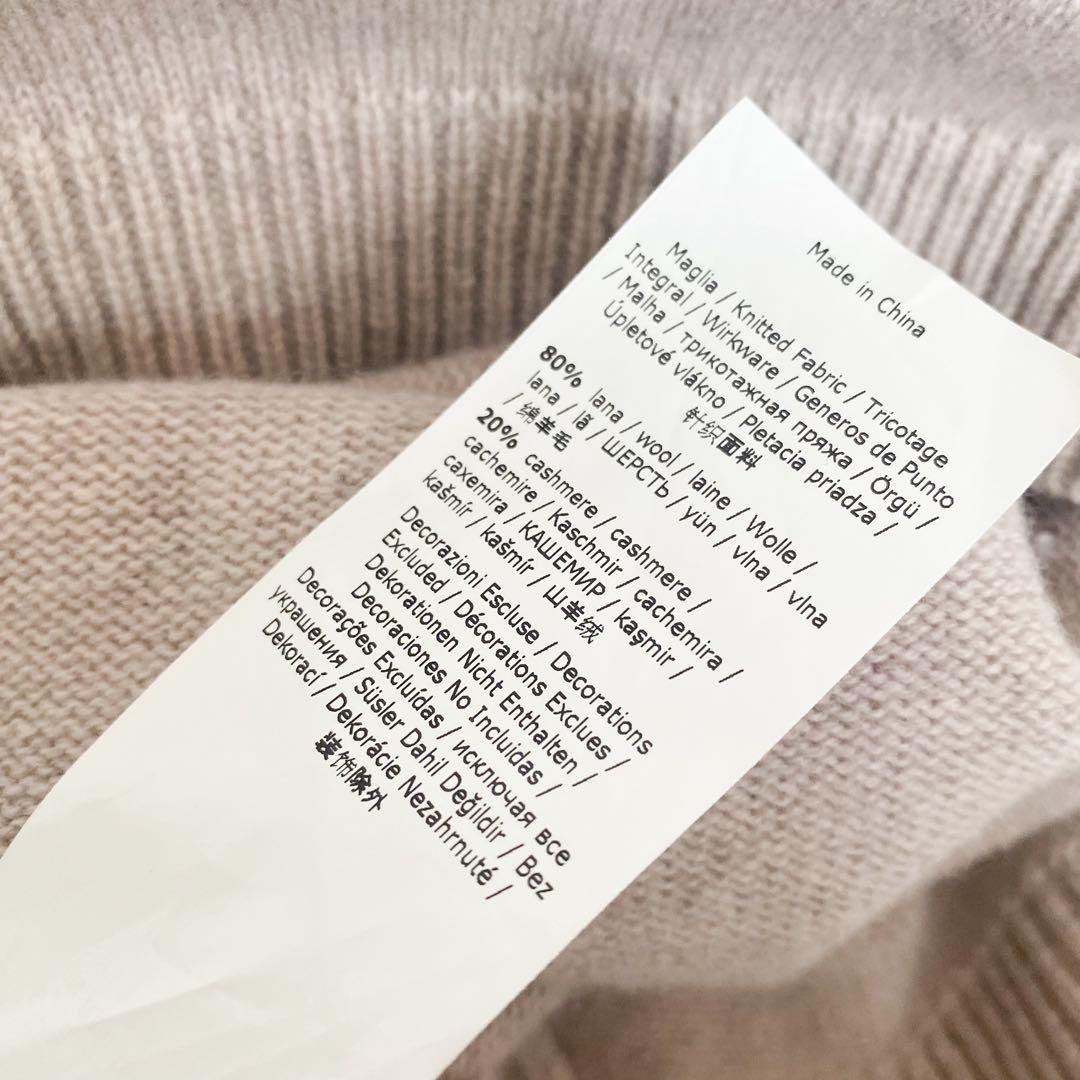 Made in China
Maglia / Knitted Fabric / Tricotage
Integral / Wirkware / Generos de Punto
/ Malha / трикотажная пряжа / Örgü /
Úpletové vlákno / Pletacia priadza /
针织面料
80% lana / wool / laine / Wolle /
lana / lã / ШЕРСТЬ / yün / vlna / vlna
/ 绵羊毛
20% cashmere / cashmere /
cachemire / Kaschmir / cachemira /
caxemira / КАШЕМИР / kaşmir /
kašmír / kašmír / 山羊绒
Decorazioni Escluse / Decorations
Excluded / Décorations Exclues /
Dekorationen Nicht Enthalten /
Decoraciones No Incluidas /
Decorações Excluídas / исключая все
украшения / Süsler Dahil Değildir / Bez
Dekorací / Dekorácie Nezahrnuté /
装饰除外